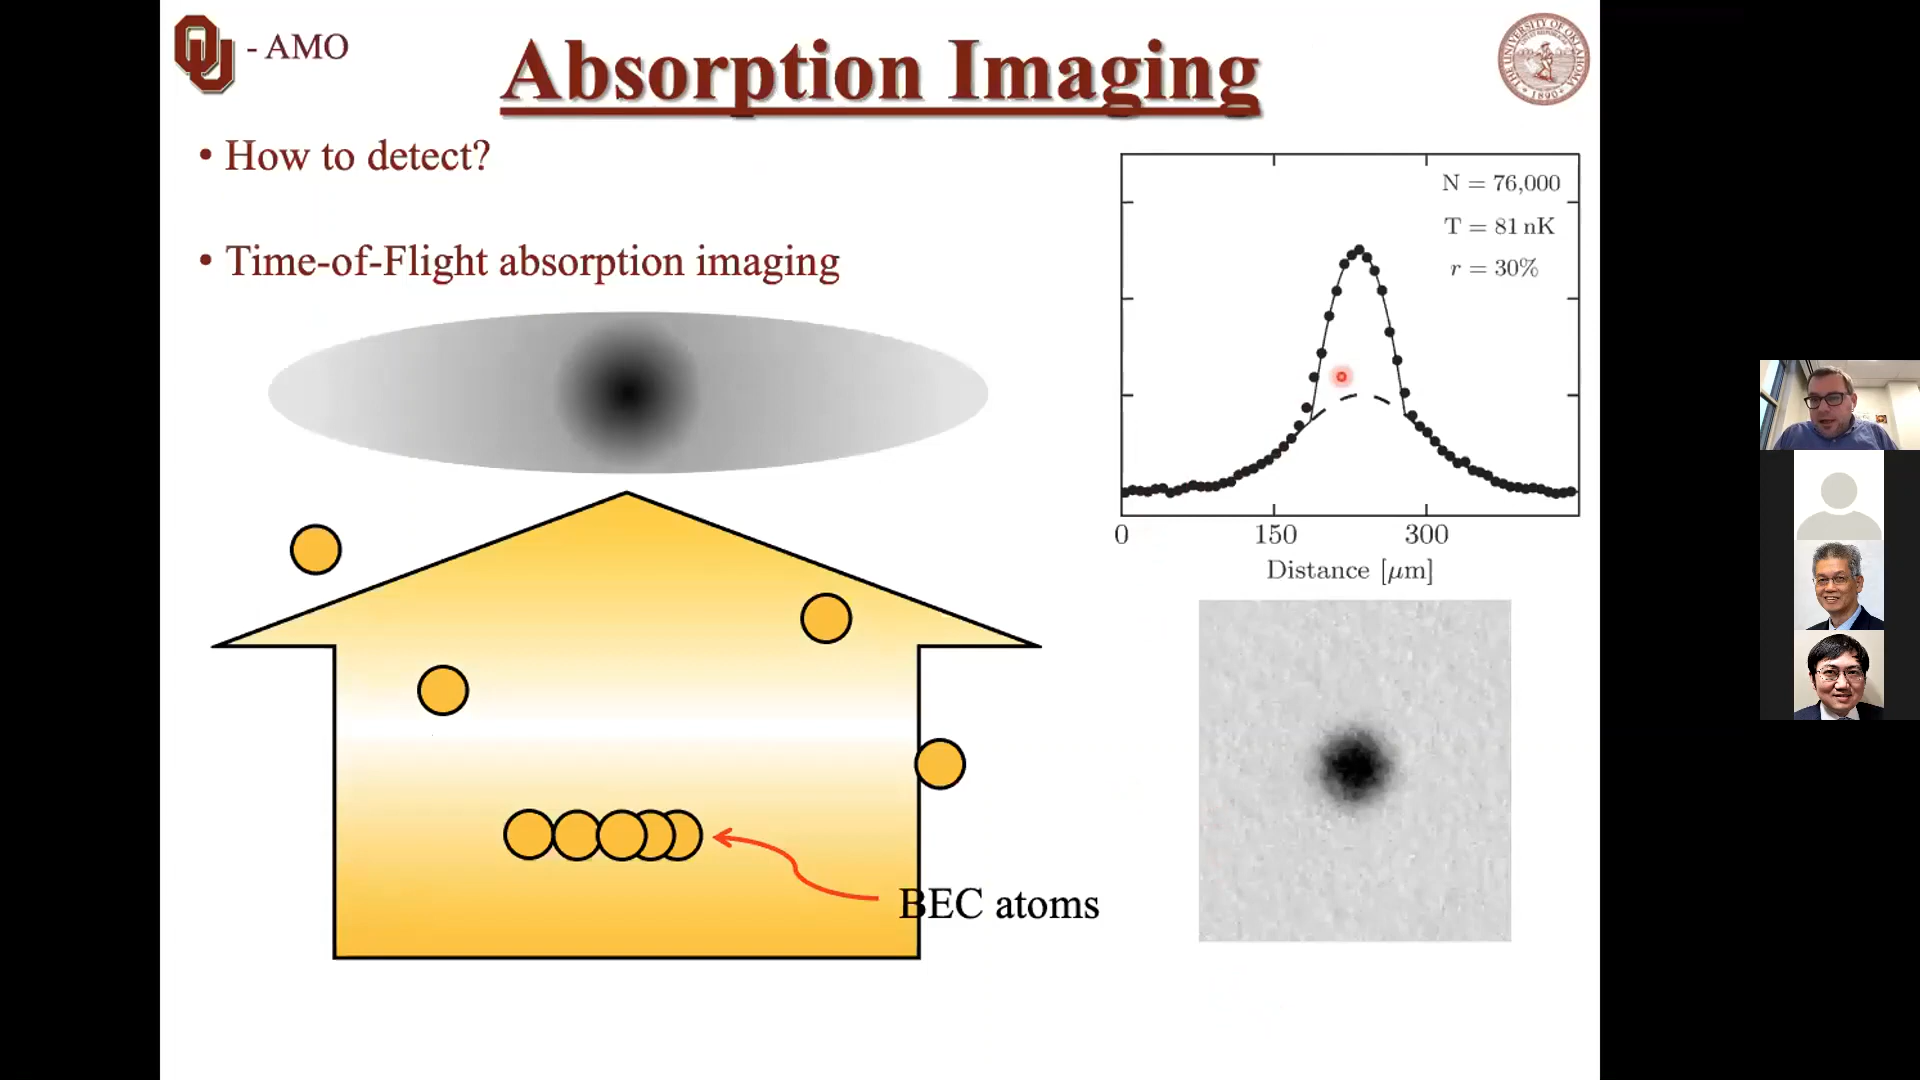 OU - AMO
Absorption Imaging
THE UNIVERSITY OF OKLAHOMA
1890
• How to detect?
• Time-of-Flight absorption imaging
N = 76,000
T = 81 nK
r = 30%
0 150 300
Distance [μm]
BEC atoms